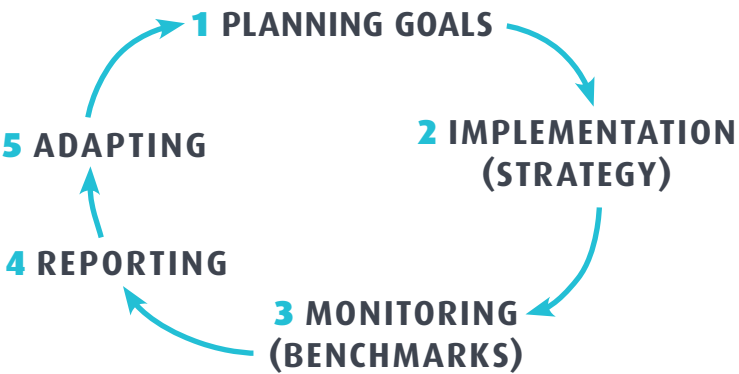 1 PLANNING GOALS
2 IMPLEMENTATION
(STRATEGY)
3 MONITORING
(BENCHMARKS)
4 REPORTING
5 ADAPTING